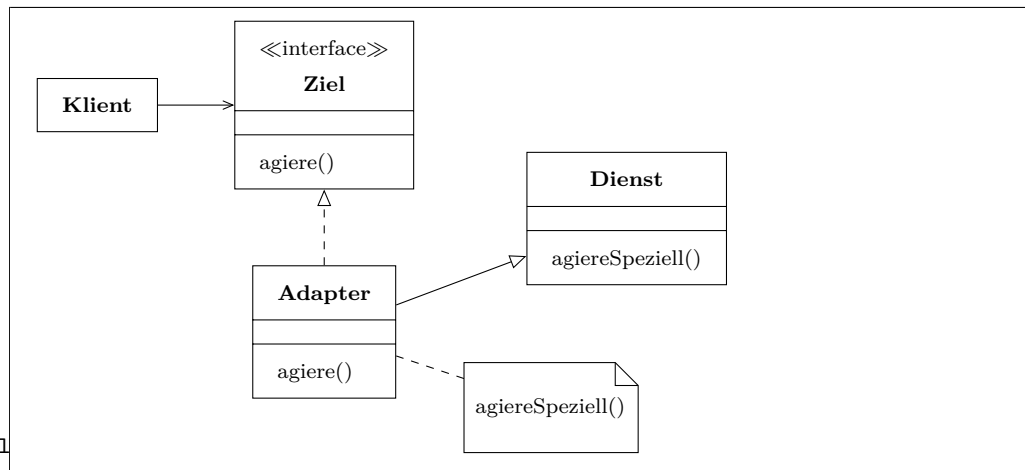 ≪interface≫
Ziel
Klient
agiere()
Dienst
agiereSpeziell()
Adapter
agiere()
agiereSpeziell()